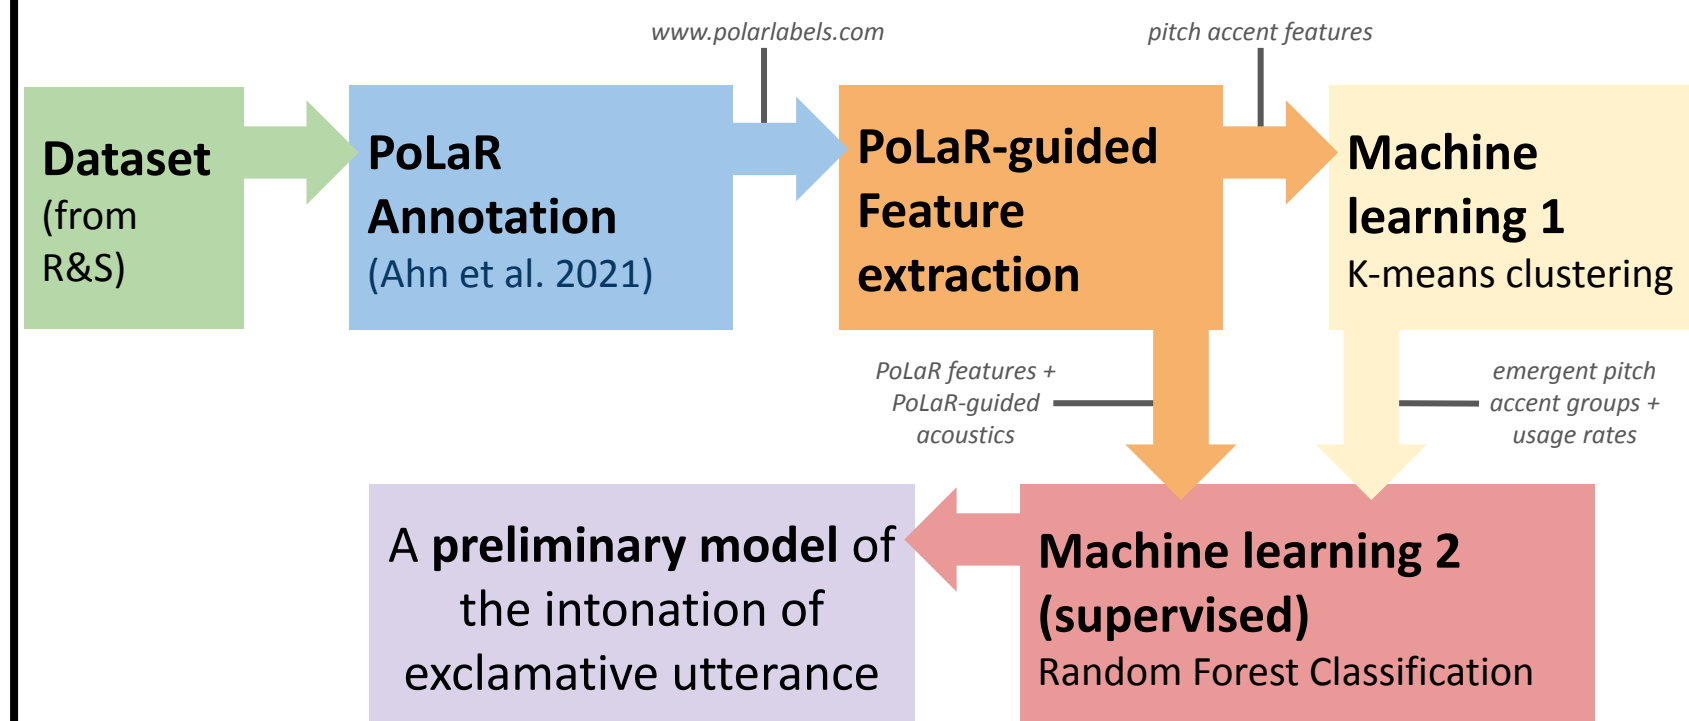 www.polarlabels.com
pitch accent features
Dataset
(from
R&S)
PoLaR
Annotation
(Ahn et al. 2021)
PoLaR-guided
Feature
extraction
Machine
learning 1
K-means clustering
PoLaR features +
PoLaR-guided
acoustics
emergent pitch
accent groups +
usage rates
A preliminary model of
the intonation of
exclamative utterance
Machine learning 2
(supervised)
Random Forest Classification